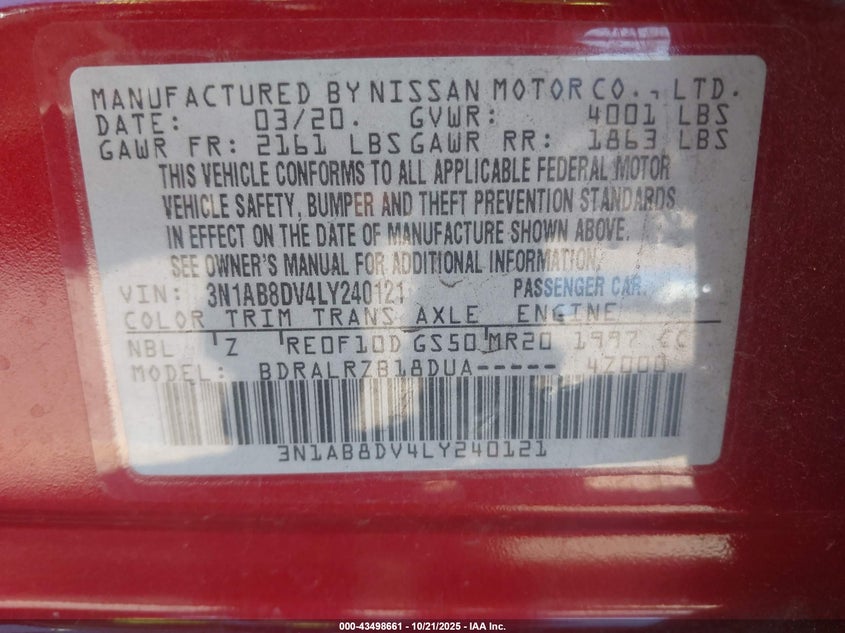 MANUFACTURED BY NISSAN MOTOR CO., LTD.
DATE: 03/20. GVWR: 4001 LBS
GAWR FR: 2161 LBS GAWR RR: 1863 LBS
THIS VEHICLE CONFORMS TO ALL APPLICABLE FEDERAL MOTOR
VEHICLE SAFETY, BUMPER AND THEFT PREVENTION STANDARDS
IN EFFECT ON THE DATE OF MANUFACTURE SHOWN ABOVE.
SEE OWNER'S MANUAL FOR ADDITIONAL INFORMATION.
VIN: 3N1AB8DV4LY240121 PASSENGER CAR.
COLOR TRIM TRANS AXLE ENGINE
NBL Z RE0F10D GS50 MR20 1997 CC
MODEL: BDRALRZB18DUA----- 47000
3N1AB8DV4LY240121
000-43498661 - 10/21/2025 - IAA Inc.